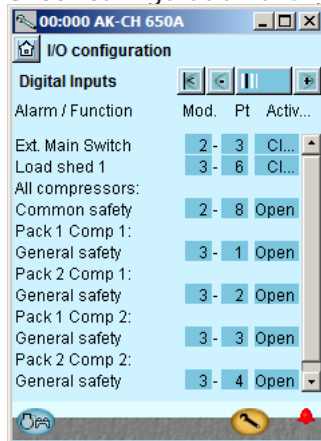 00:000 AK-CH 650A
I/O configuration
Digital Inputs
Alarm / Function Mod. Pt Activ...
Ext. Main Switch 2 - 3 Cl...
Load shed 1 3 - 6 Cl...
All compressors:
Common safety 2 - 8 Open
Pack 1 Comp 1:
General safety 3 - 1 Open
Pack 2 Comp 1:
General safety 3 - 2 Open
Pack 1 Comp 2:
General safety 3 - 3 Open
Pack 2 Comp 2:
General safety 3 - 4 Open